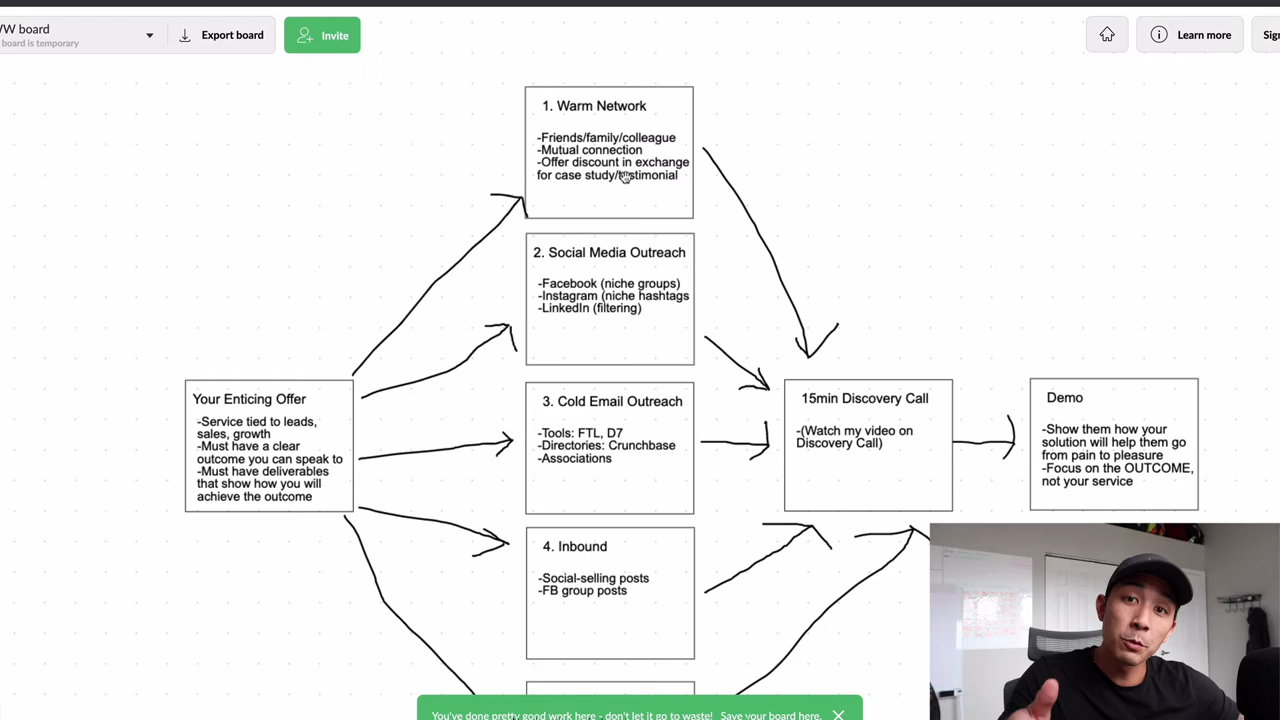 W board
board is temporary
Export board
Invite
Learn more
Sig
1. Warm Network
-Friends/family/colleague
-Mutual connection
-Offer discount in exchange
for case study/testimonial
2. Social Media Outreach
-Facebook (niche groups)
-Instagram (niche hashtags
-LinkedIn (filtering)
Your Enticing Offer
-Service tied to leads,
sales, growth
-Must have a clear
outcome you can speak to
-Must have deliverables
that show how you will
achieve the outcome
3. Cold Email Outreach
-Tools: FTL, D7
-Directories: Crunchbase
-Associations
15min Discovery Call
-(Watch my video on
Discovery Call)
Demo
-Show them how your
solution will help them go
from pain to pleasure
-Focus on the OUTCOME,
not your service
4. Inbound
-Social-selling posts
-FB group posts
You've done pretty good work here - don't let it go to waste! Save your board here.